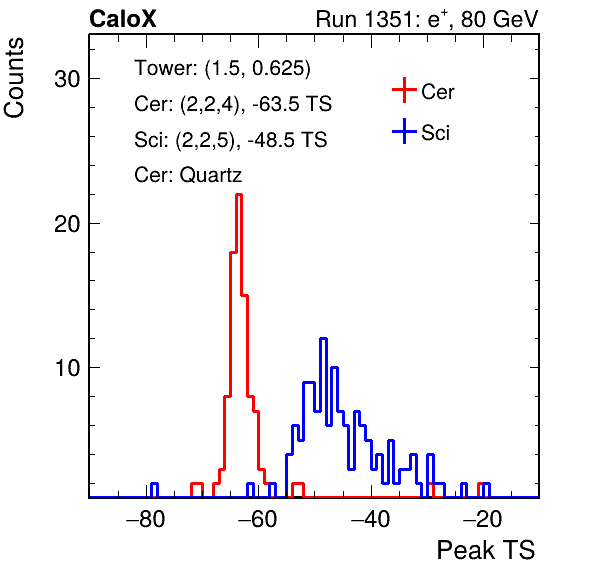 CaloX Run 1351: e⁺, 80 GeV
Counts
Tower: (1.5, 0.625)
Cer: (2,2,4), -63.5 TS
Sci: (2,2,5), -48.5 TS
Cer: Quartz
Cer
Sci
30
20
10
−80 −60 −40 −20
Peak TS